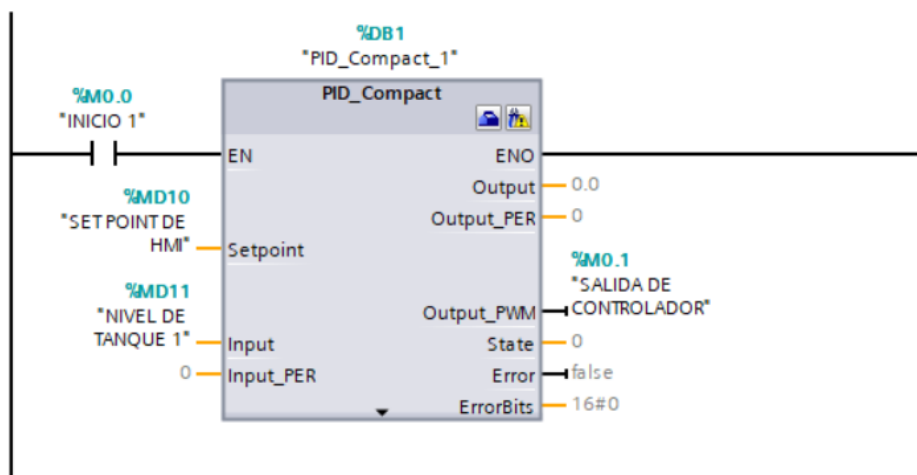 %DB1
"PID_Compact_1"
PID_Compact
%M0.0
"INICIO 1"
EN
ENO
Output
0.0
Output_PER
0
%MD10
"SET POINT DE
HMI"
Setpoint
%M0.1
"SALIDA DE
CONTROLADOR"
Output_PWM
%MD11
"NIVEL DE
TANQUE 1"
Input
State
0
0
Input_PER
Error
false
ErrorBits
16#0